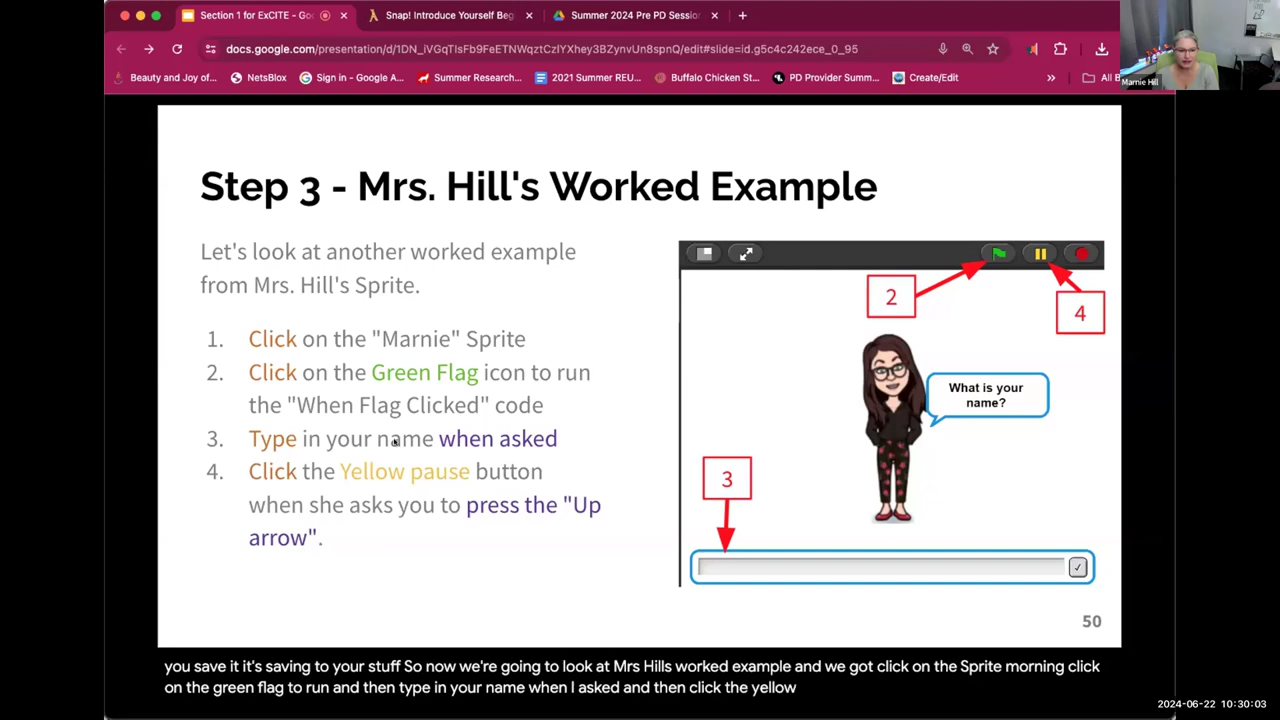 Section 1 for ExCITE - Goo
Snap! Introduce Yourself Beg
Summer 2024 Pre PD Sessio
docs.google.com/presentation/d/1DN_iVGqTIsFb9FeETNWqztCzIYXhey3BZynvUn8spnQ/edit#slide=id.g5c4c242ece_0_95
Beauty and Joy of...
NetsBlox
Sign in - Google A...
Summer Research...
2021 Summer REU...
Buffalo Chicken St...
PD Provider Summ...
Create/Edit
»
All B
Marnie Hill
Step 3 - Mrs. Hill's Worked Example
Let's look at another worked example
from Mrs. Hill's Sprite.
1. Click on the "Marnie" Sprite
2. Click on the Green Flag icon to run
the "When Flag Clicked" code
3. Type in your name when asked
4. Click the Yellow pause button
when she asks you to press the "Up
arrow".
2
4
What is your
name?
3
50
you save it it's saving to your stuff So now we're going to look at Mrs Hills worked example and we got click on the Sprite morning click
on the green flag to run and then type in your name when I asked and then click the yellow
2024-06-22 10:30:03